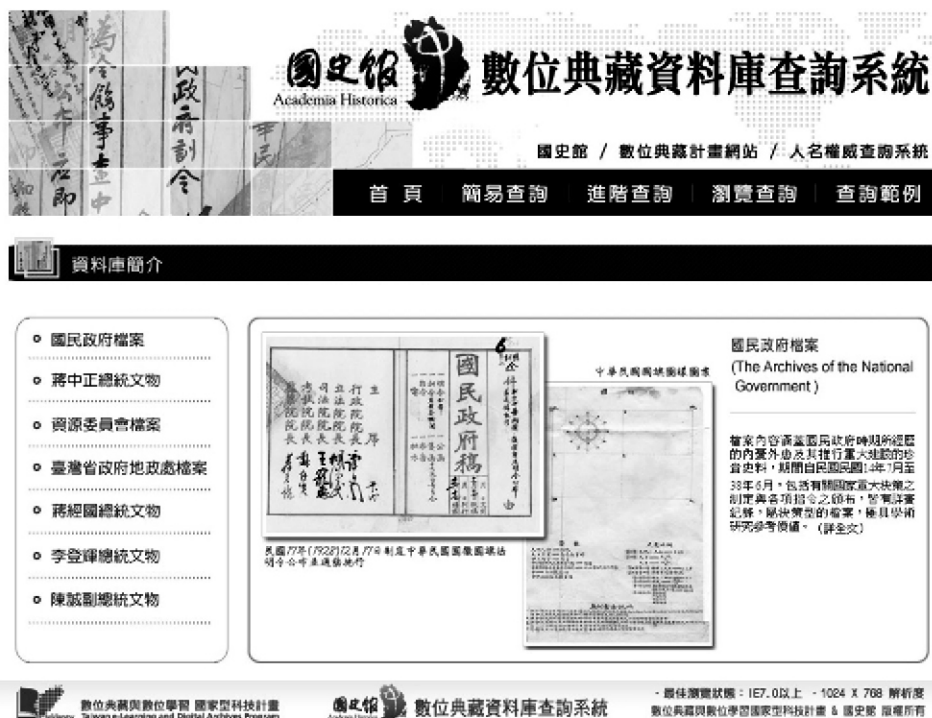 國史館
Academia Historica
數位典藏資料庫查詢系統
國史館 / 數位典藏計畫網站 / 人名權威查詢系統
首 頁 簡易查詢 進階查詢 瀏覽查詢 查詢範例
資料庫簡介
國民政府檔案
蔣中正總統文物
資源委員會檔案
臺灣省政府地政處檔案
蔣經國總統文物
李登輝總統文物
陳誠副總統文物
國民政府稿
中華民國國旗圖樣圖案
民國17年(1928)12月17日制定中華民國國徽國旗法
明令公布並通飭施行
國民政府檔案
(The Archives of the National
Government )
檔案內容涵蓋國民政府時期所經歷
的內憂外患及其推行重大建設的珍
貴史料,期間自民國民國14年7月至
38年6月,包括有關國家重大決策之
制定與各項指令之頒布,皆有詳審
紀錄,屬決策型的檔案,極具學術
研究參考價值。 (詳全文)
數位典藏與數位學習 國家型科技計畫
Taiwan e-Learning and Digital Archives Program
國史館
數位典藏資料庫查詢系統
- 最佳瀏覽狀態:IE7.0以上 - 1024 X 768 解析度
數位典藏與數位學習國家型科技計畫 & 國史館 版權所有